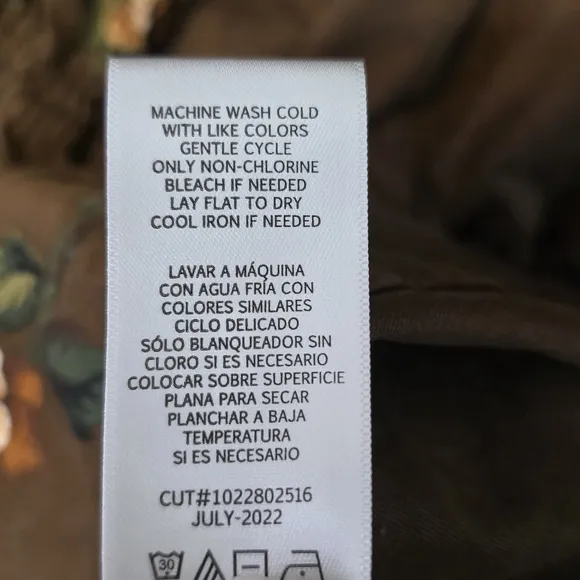 MACHINE WASH COLD
WITH LIKE COLORS
GENTLE CYCLE
ONLY NON-CHLORINE
BLEACH IF NEEDED
LAY FLAT TO DRY
COOL IRON IF NEEDED
LAVAR A MÁQUINA
CON AGUA FRÍA CON
COLORES SIMILARES
CICLO DELICADO
SÓLO BLANQUEADOR SIN
CLORO SI ES NECESARIO
COLOCAR SOBRE SUPERFICIE
PLANA PARA SECAR
PLANCHAR A BAJA
TEMPERATURA
SI ES NECESARIO
CUT#1022802516
JULY-2022
30